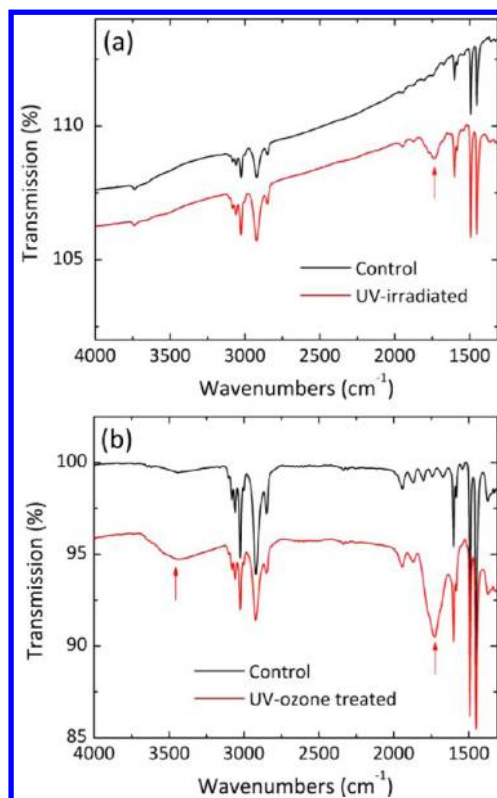 (a)
110
105
Transmission (%)
Control
UV-irradiated
4000 3500 3000 2500 2000 1500
Wavenumbers (cm⁻¹)
(b)
100
95
90
85
Transmission (%)
Control
UV-ozone treated
4000 3500 3000 2500 2000 1500
Wavenumbers (cm⁻¹)